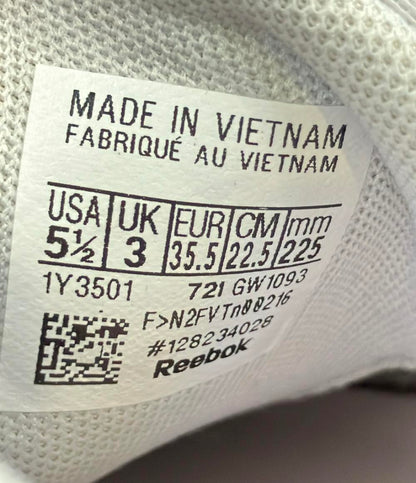 MADE IN VIETNAM
FABRIQUÉ AU VIETNAM
USA UK EUR CM mm
5½ 3 35.5 22.5 225
1Y3501 721 GW1093
F>N2FVTn00216
#128234028
Reebok